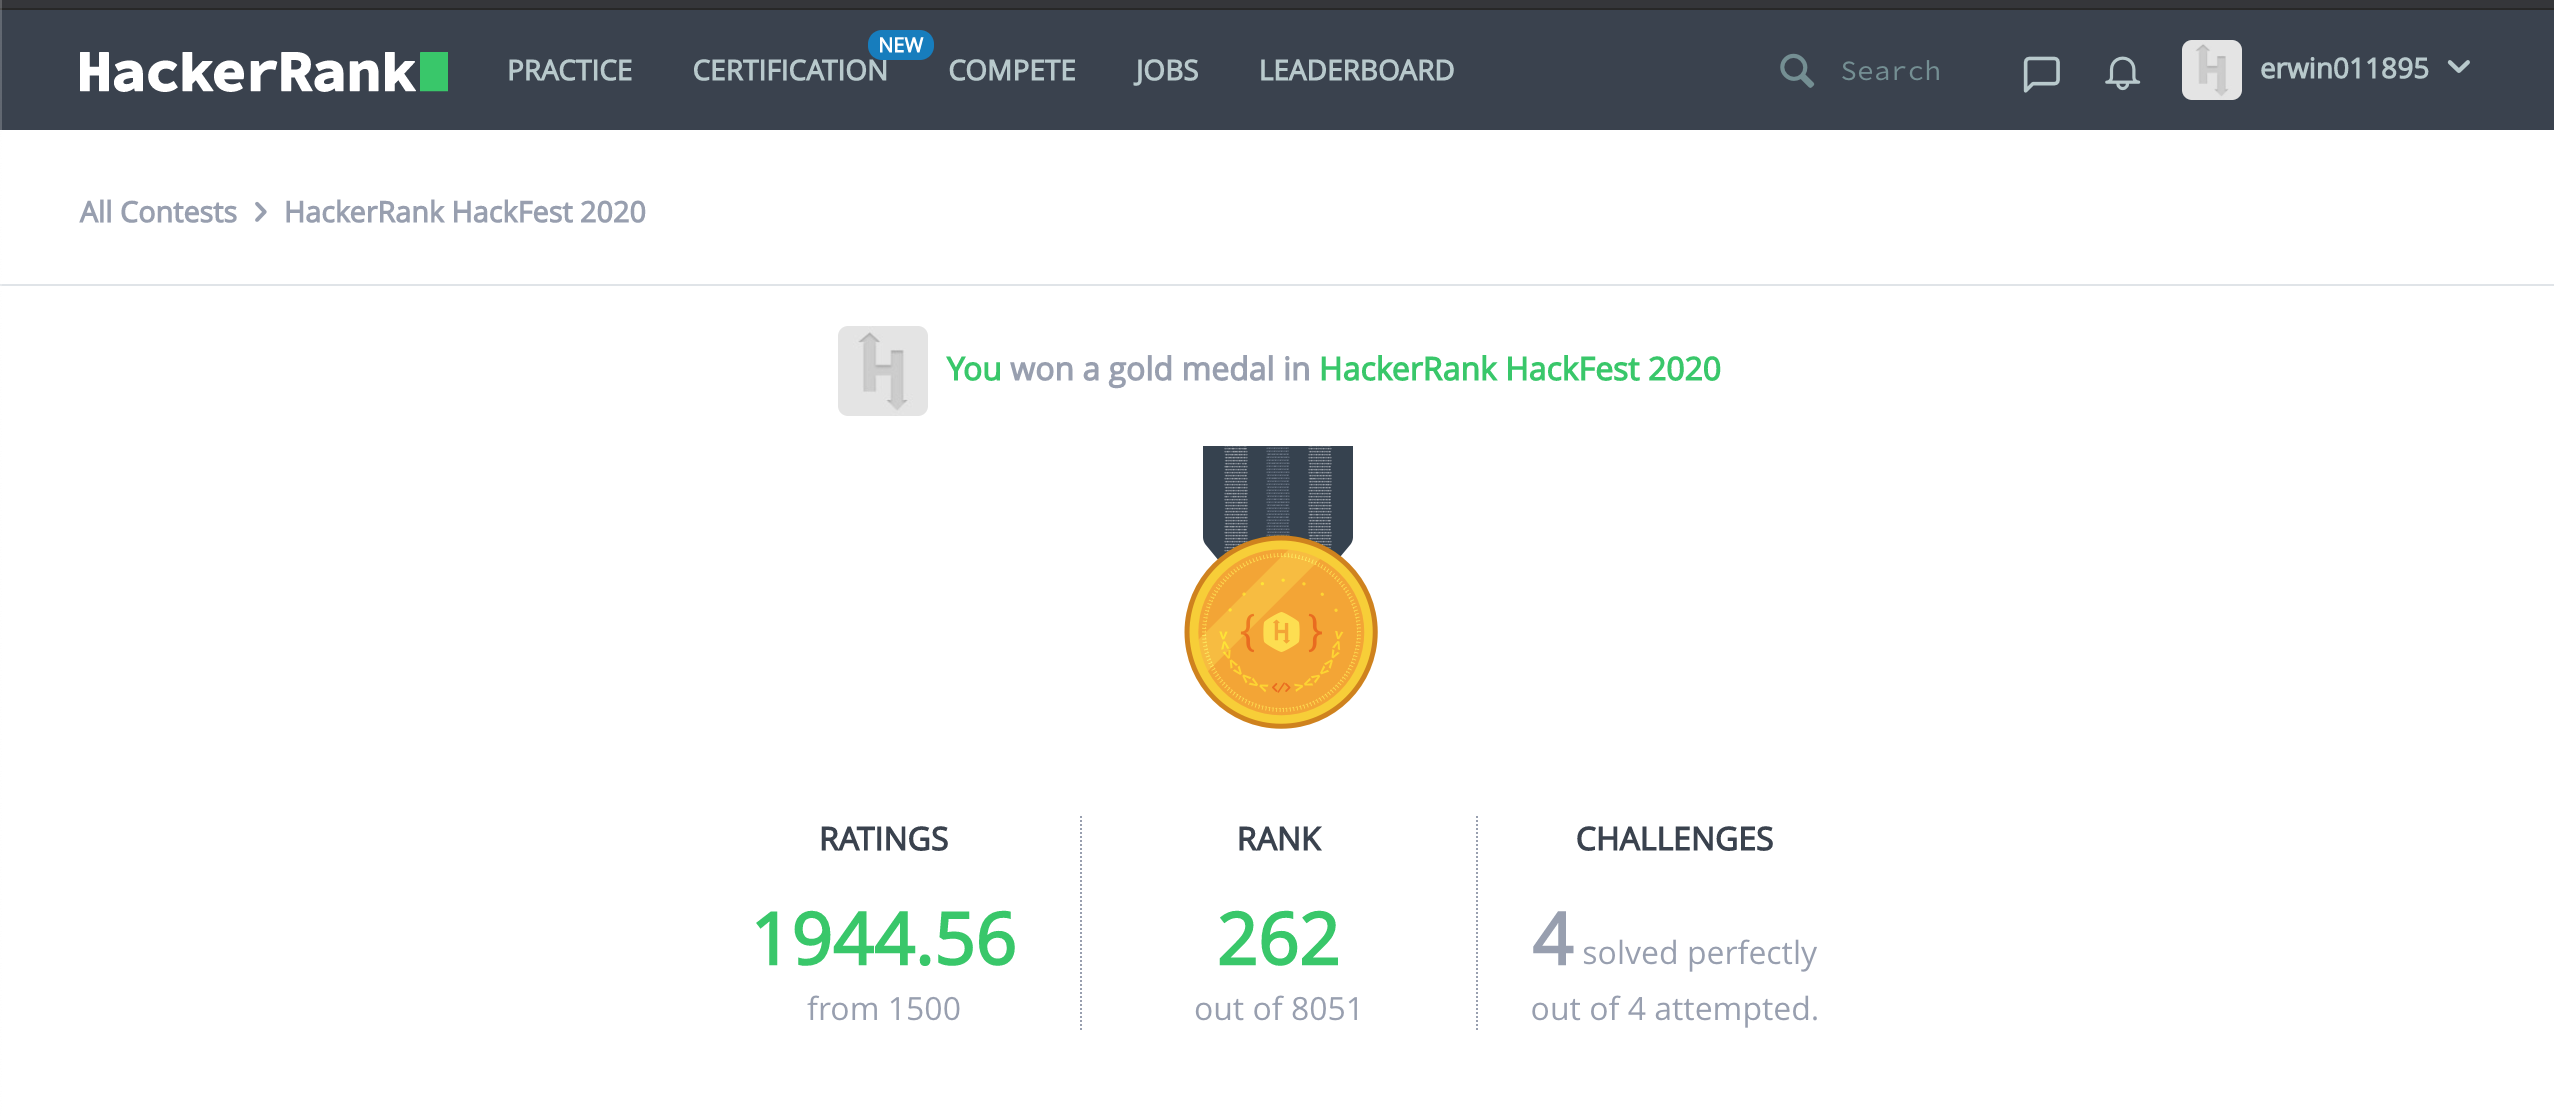 HackerRank PRACTICE CERTIFICATION NEW COMPETE JOBS LEADERBOARD Search erwin011895
All Contests > HackerRank HackFest 2020
You won a gold medal in HackerRank HackFest 2020
{ H }
</>
RATINGS RANK CHALLENGES
1944.56 262 4 solved perfectly
from 1500 out of 8051 out of 4 attempted.